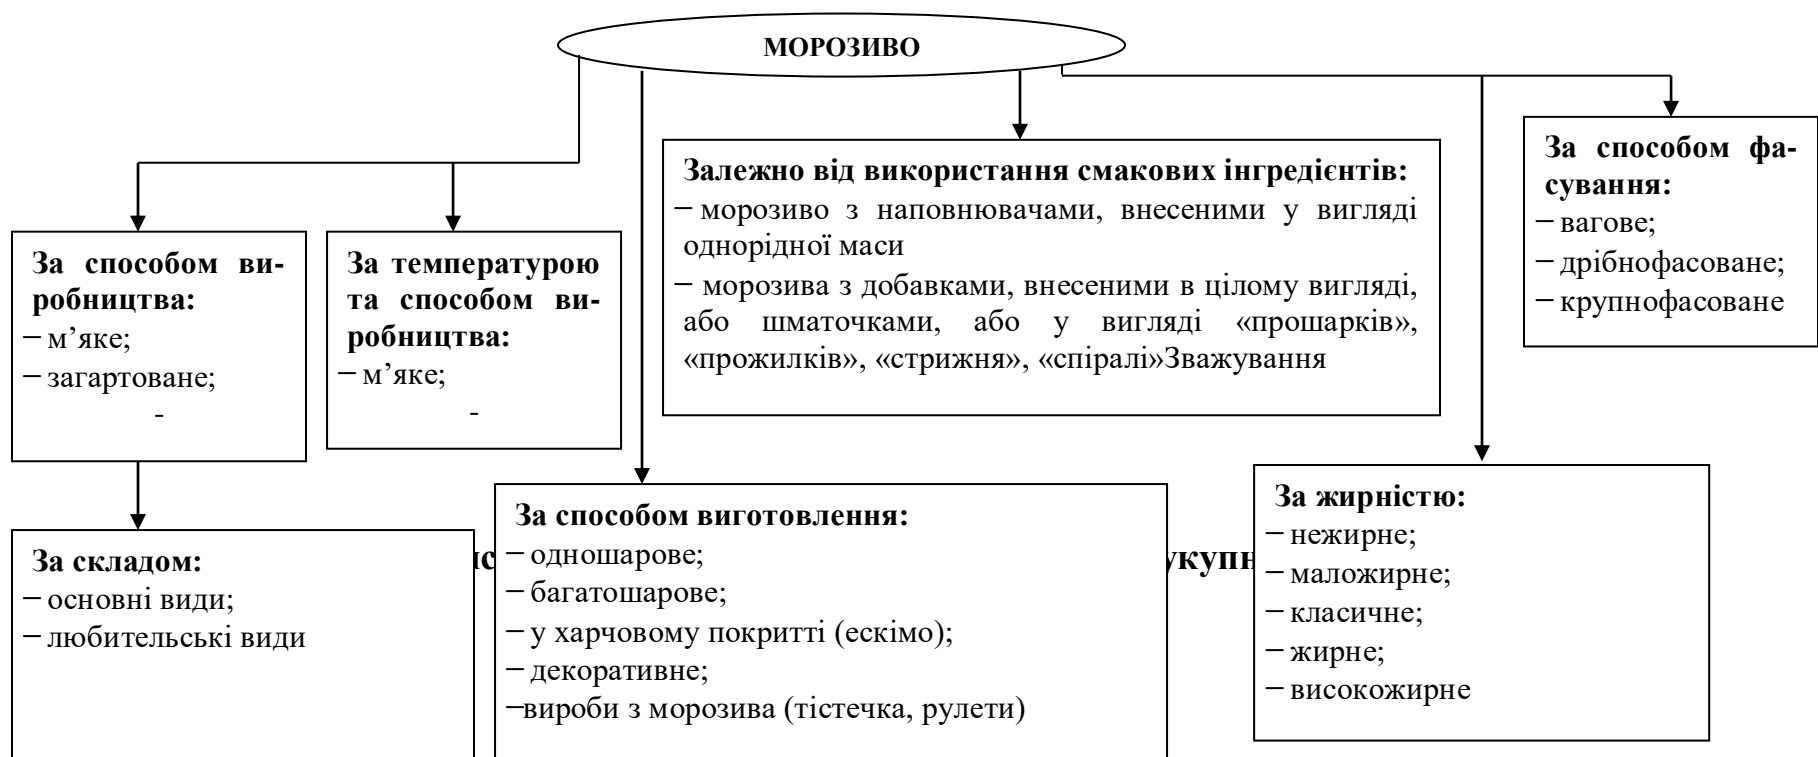 МОРОЗИВО
За способом ви-
робництва:
– м’яке;
– загартоване;
-
За температурою
та способом ви-
робництва:
– м’яке;
-
Залежно від використання смакових інгредієнтів:
– морозиво з наповнювачами, внесеними у вигляді
однорідної маси
– морозива з добавками, внесеними в цілому вигляді,
або шматочками, або у вигляді «прошарків»,
«прожилків», «стрижня», «спіралі»Зважування
За способом фа-
сування:
– вагове;
– дрібнофасоване;
– крупнофасоване
За складом:
– основні види;
– любительські види
За способом виготовлення:
– одношарове;
– багатошарове;
– у харчовому покритті (ескімо);
– декоративне;
–вироби з морозива (тістечка, рулети)
За жирністю:
– нежирне;
– маложирне;
– класичне;
– жирне;
– високожирне